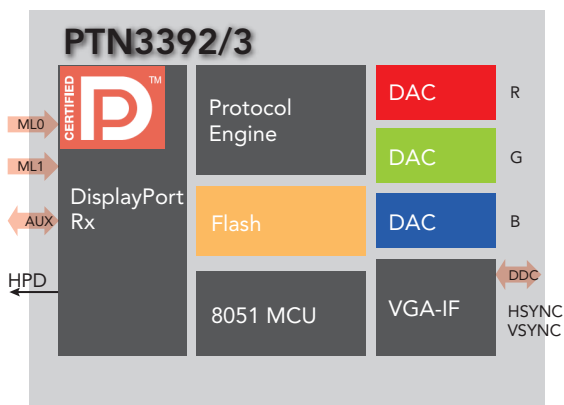 PTN3392/3
CERTIFIED
TM
ML0
ML1
AUX
HPD
DisplayPort
Rx
Protocol
Engine
Flash
8051 MCU
DAC
DAC
DAC
VGA-IF
R
G
B
DDC
HSYNC
VSYNC